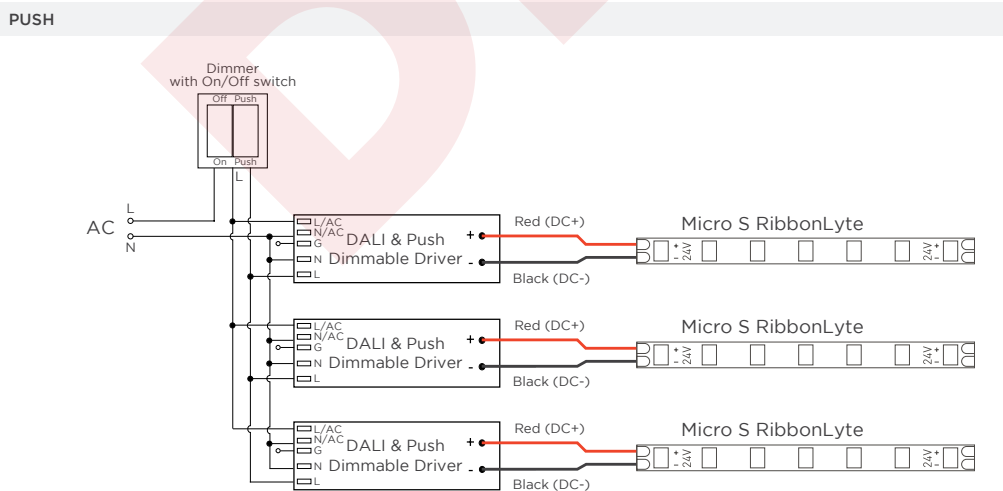 PUSH
Dimmer
with On/Off switch
Off Push
On Push
L
L
AC
N
L/AC
N/AC
G
N
L
DALI & Push
Dimmable Driver
+
-
Red (DC+)
Black (DC-)
Micro S RibbonLyte
+
-
24V
24V
+
-
L/AC
N/AC
G
N
L
DALI & Push
Dimmable Driver
+
-
Red (DC+)
Black (DC-)
Micro S RibbonLyte
+
-
24V
24V
+
-
L/AC
N/AC
G
N
L
DALI & Push
Dimmable Driver
+
-
Red (DC+)
Black (DC-)
Micro S RibbonLyte
+
-
24V
24V
+
-